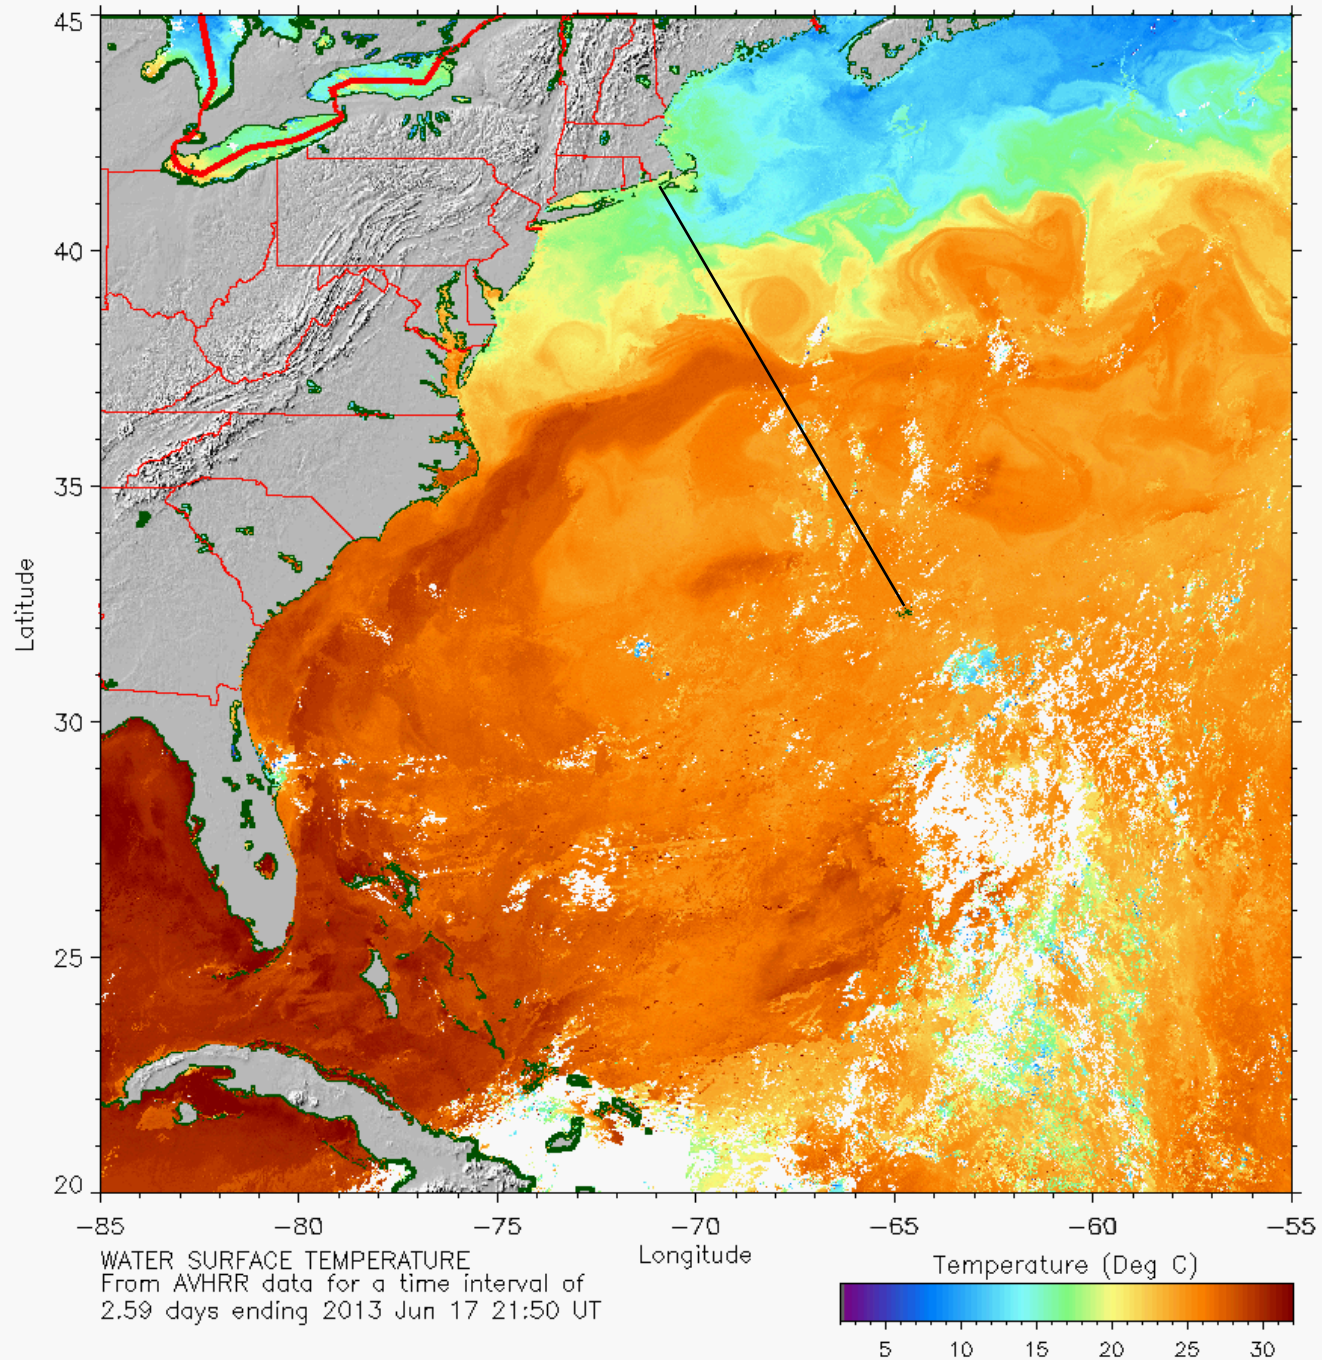 45
40
35
30
25
20
Latitude
−85 −80 −75 −70 −65 −60 −55
Longitude
WATER SURFACE TEMPERATURE
From AVHRR data for a time interval of
2.59 days ending 2013 Jun 17 21:50 UT
Temperature (Deg C)
5 10 15 20 25 30